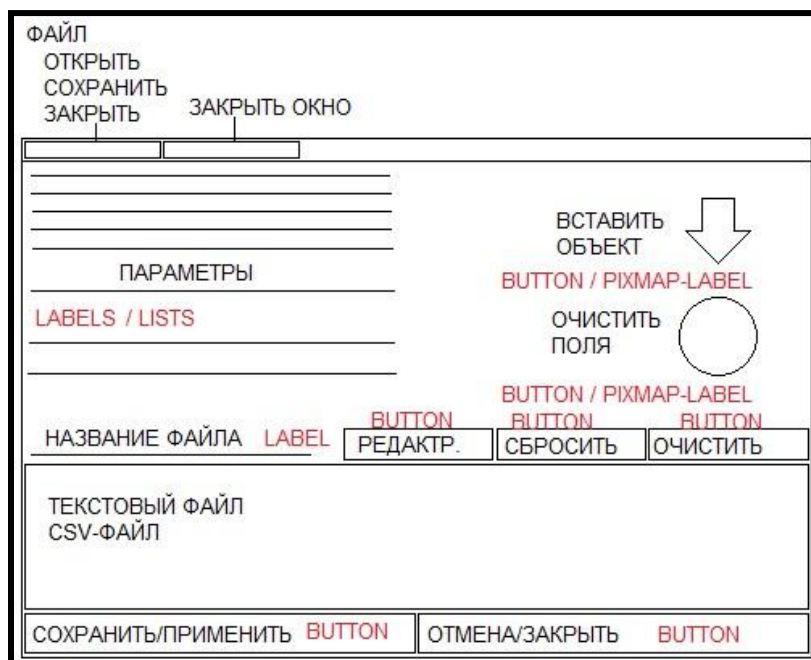 ФАЙЛ
ОТКРЫТЬ
СОХРАНИТЬ
ЗАКРЫТЬ
ЗАКРЫТЬ ОКНО
ВСТАВИТЬ
ОБЪЕКТ
ПАРАМЕТРЫ
BUTTON / PIXMAP-LABEL
LABELS / LISTS
ОЧИСТИТЬ
ПОЛЯ
BUTTON / PIXMAP-LABEL
BUTTON BUTTON BUTTON
НАЗВАНИЕ ФАЙЛА LABEL РЕДАКТР. СБРОСИТЬ ОЧИСТИТЬ
ТЕКСТОВЫЙ ФАЙЛ
CSV-ФАЙЛ
СОХРАНИТЬ/ПРИМЕНИТЬ BUTTON ОТМЕНА/ЗАКРЫТЬ BUTTON